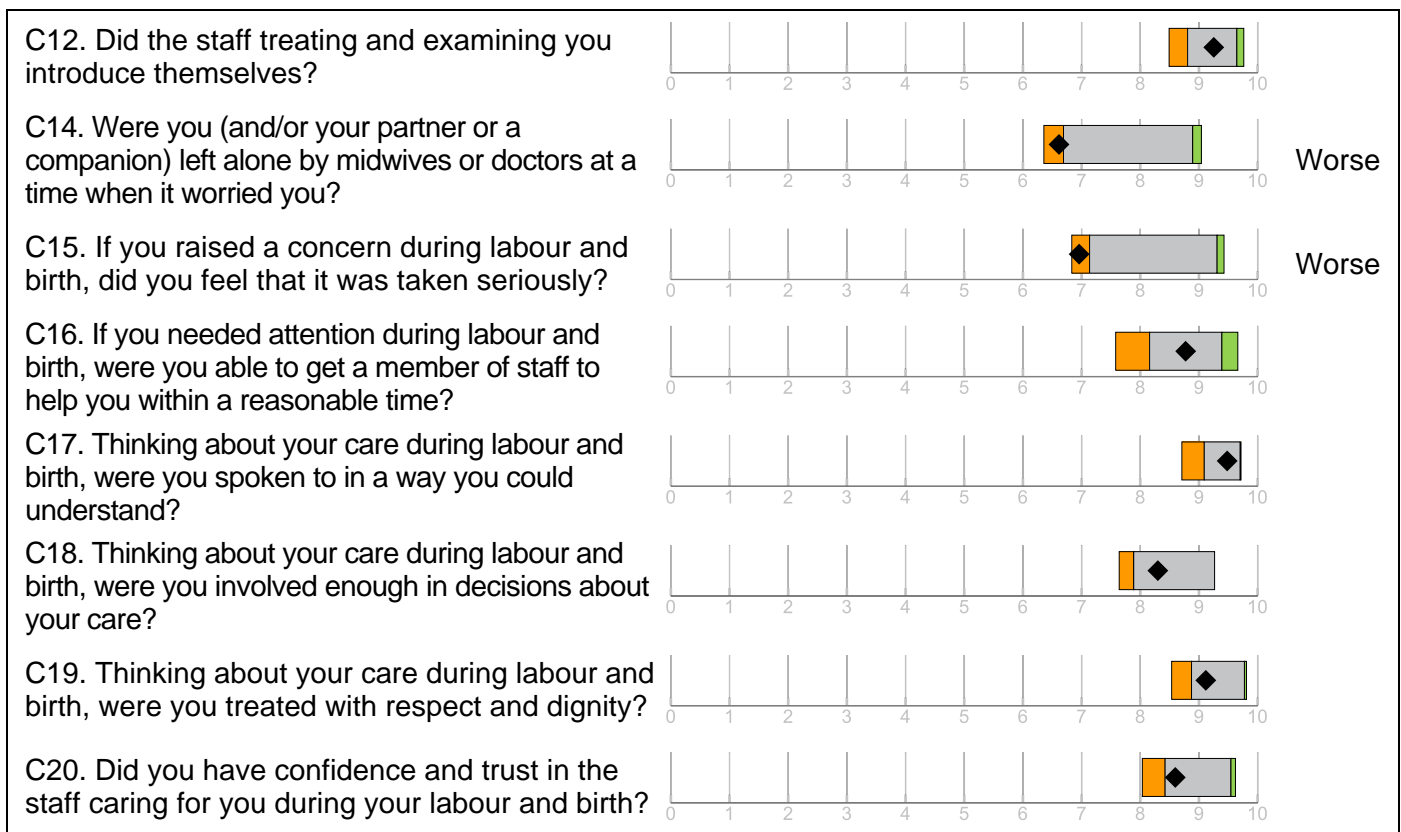 C12. Did the staff treating and examining you
introduce themselves?
0 1 2 3 4 5 6 7 8 9 10
C14. Were you (and/or your partner or a
companion) left alone by midwives or doctors at a
time when it worried you?
0 1 2 3 4 5 6 7 8 9 10
Worse
C15. If you raised a concern during labour and
birth, did you feel that it was taken seriously?
0 1 2 3 4 5 6 7 8 9 10
Worse
C16. If you needed attention during labour and
birth, were you able to get a member of staff to
help you within a reasonable time?
0 1 2 3 4 5 6 7 8 9 10
C17. Thinking about your care during labour and
birth, were you spoken to in a way you could
understand?
0 1 2 3 4 5 6 7 8 9 10
C18. Thinking about your care during labour and
birth, were you involved enough in decisions about
your care?
0 1 2 3 4 5 6 7 8 9 10
C19. Thinking about your care during labour and
birth, were you treated with respect and dignity?
0 1 2 3 4 5 6 7 8 9 10
C20. Did you have confidence and trust in the
staff caring for you during your labour and birth?
0 1 2 3 4 5 6 7 8 9 10